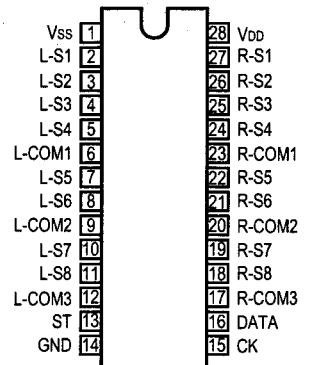 Vss 1 28 VDD
L-S1 2 27 R-S1
L-S2 3 26 R-S2
L-S3 4 25 R-S3
L-S4 5 24 R-S4
L-COM1 6 23 R-COM1
L-S5 7 22 R-S5
L-S6 8 21 R-S6
L-COM2 9 20 R-COM2
L-S7 10 19 R-S7
L-S8 11 18 R-S8
L-COM3 12 17 R-COM3
ST 13 16 DATA
GND 14 15 CK